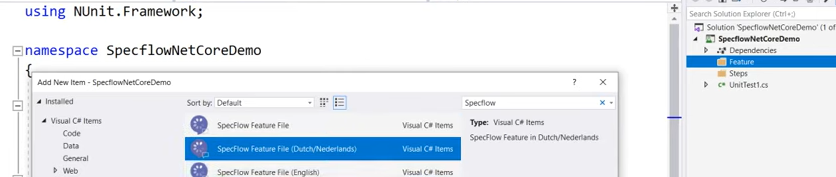 using NUnit.Framework;
namespace SpecflowNetCoreDemo
{
Add New Item - SpecflowNetCoreDemo
?
Installed
Sort by: Default
Specflow
Visual C# Items
Code
Data
General
Web
SpecFlow Feature File Visual C# Items
SpecFlow Feature File (Dutch/Nederlands) Visual C# Items
SpecFlow Feature File (English) Visual C# Items
Type: Visual C# Items
SpecFlow Feature in Dutch/Nederlands
Search Solution Explorer (Ctrl+;)
Solution 'SpecflowNetCoreDemo' (1 of
SpecflowNetCoreDemo
Dependencies
Feature
Steps
UnitTest1.cs